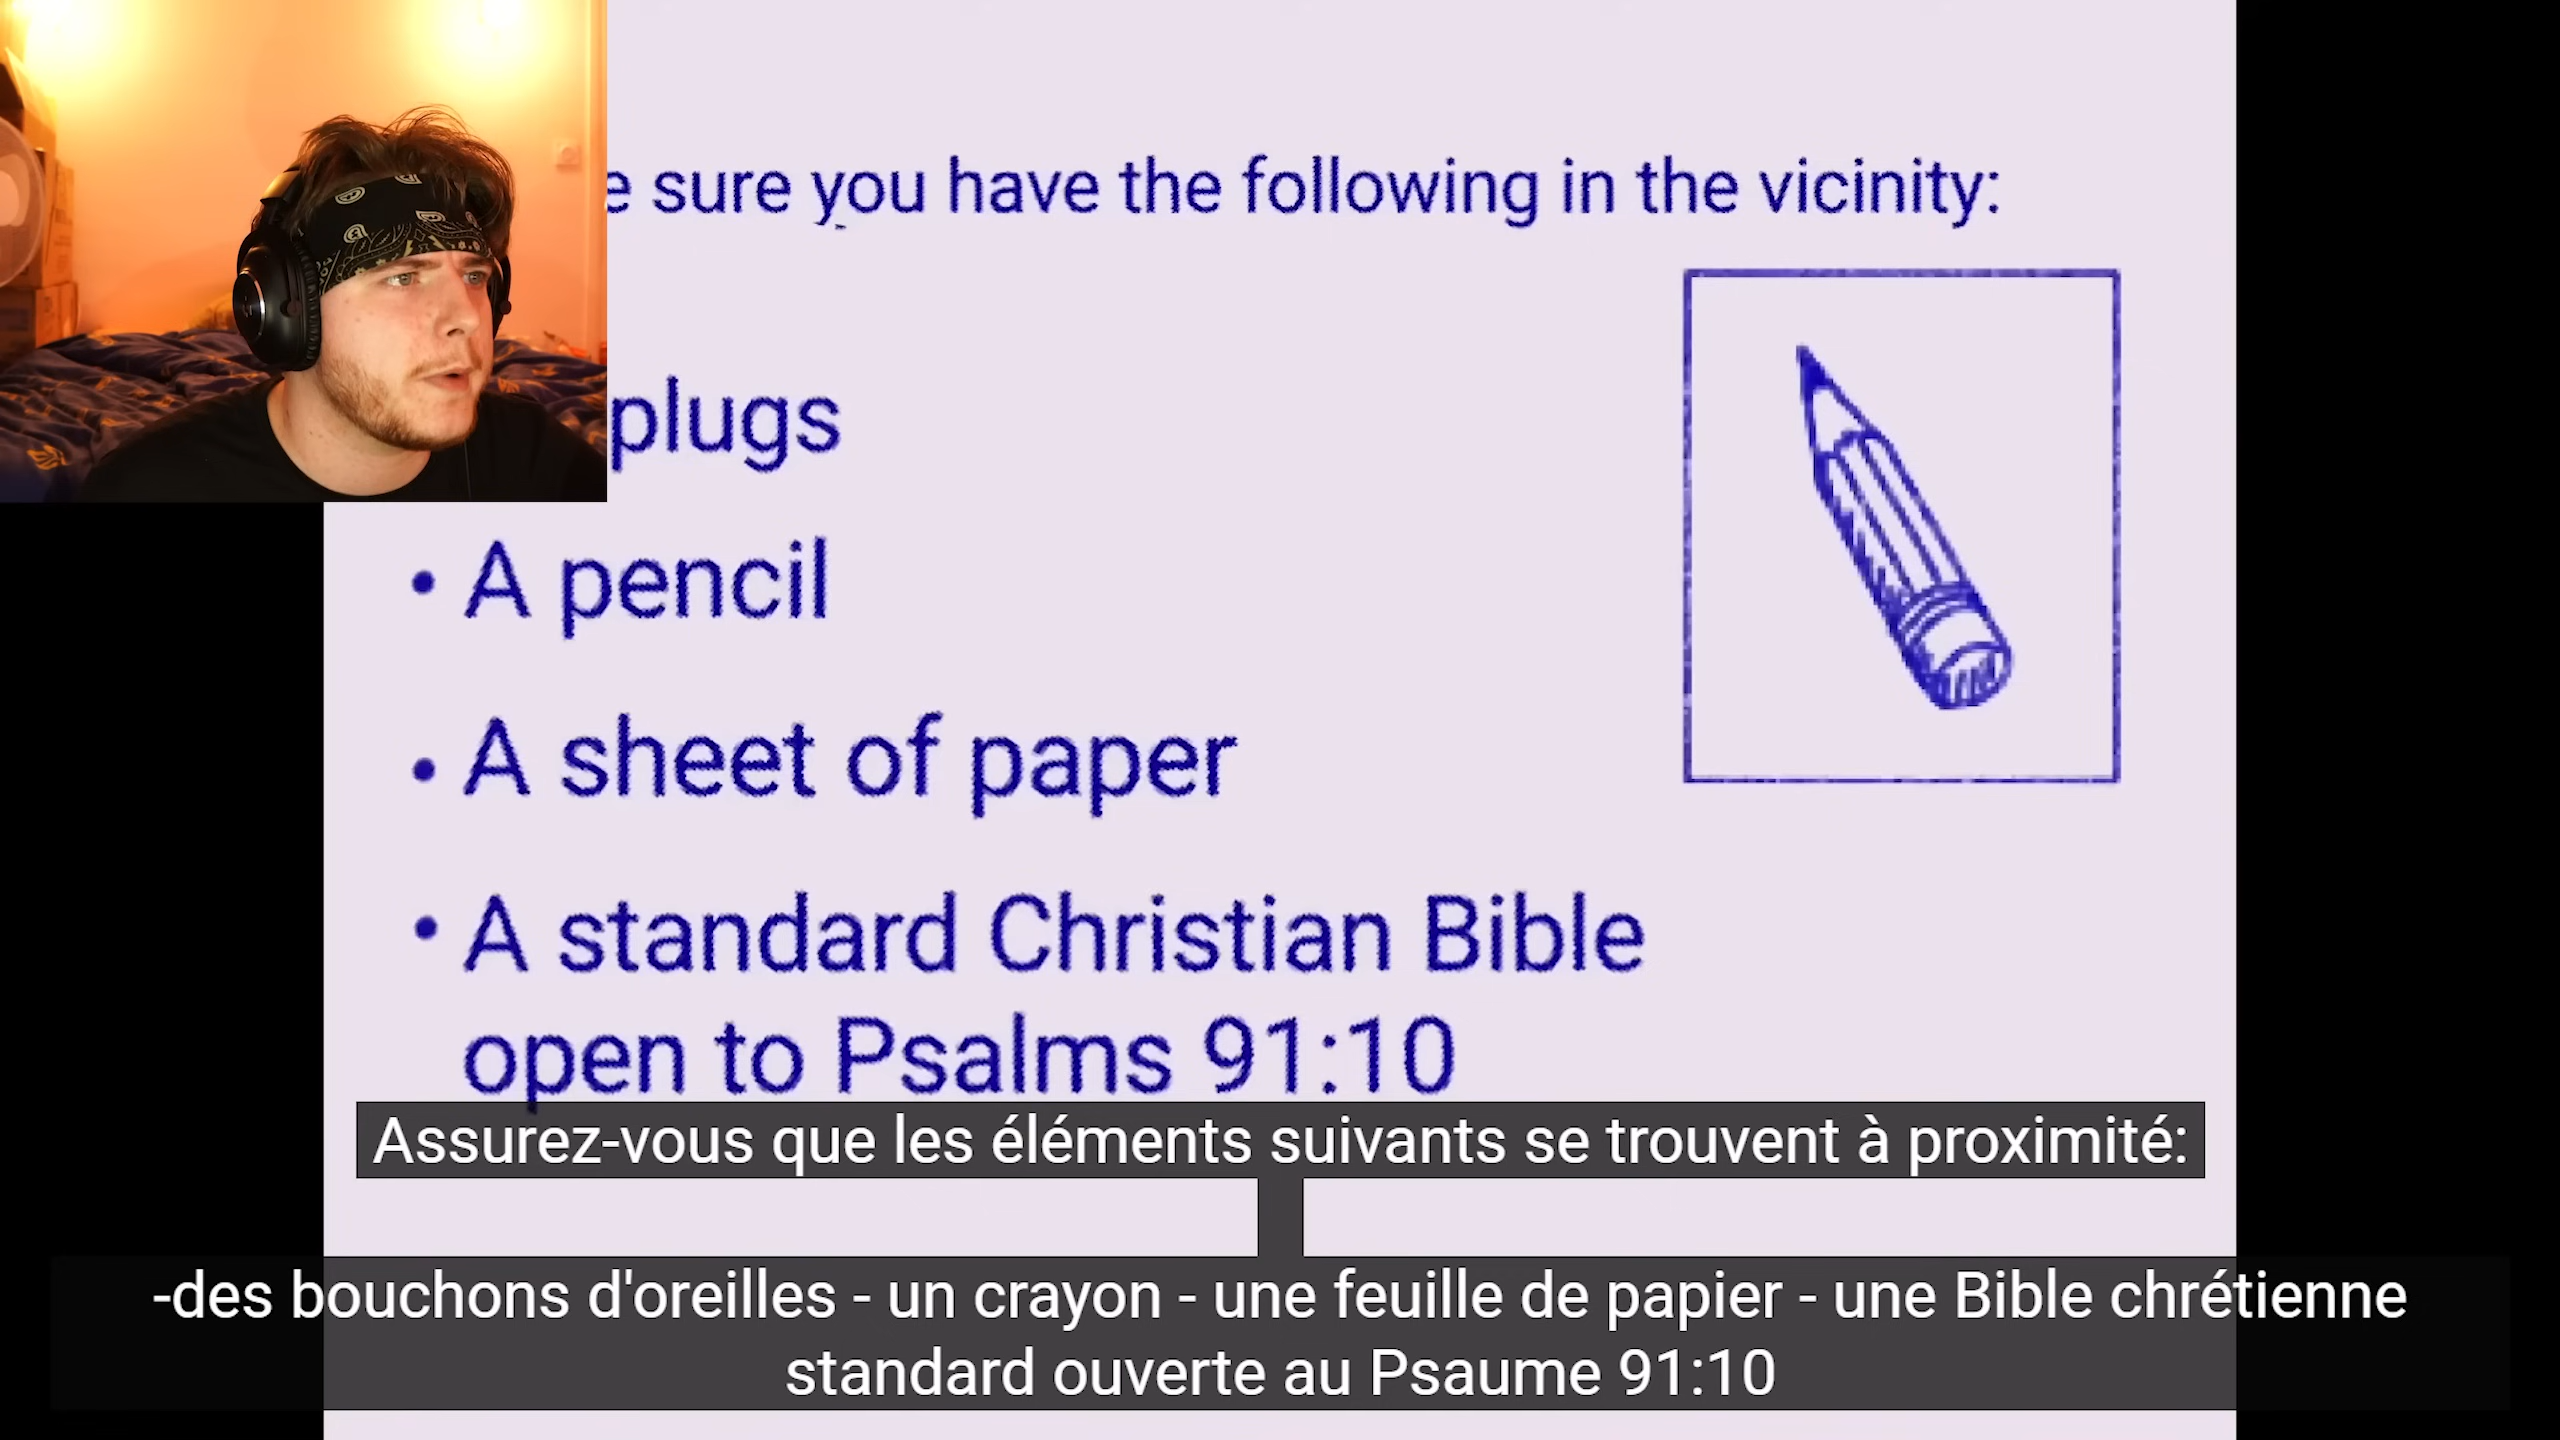 e sure you have the following in the vicinity:
plugs
• A pencil
• A sheet of paper
• A standard Christian Bible
open to Psalms 91:10
Assurez-vous que les éléments suivants se trouvent à proximité:
-des bouchons d'oreilles - un crayon - une feuille de papier - une Bible chrétienne
standard ouverte au Psaume 91:10